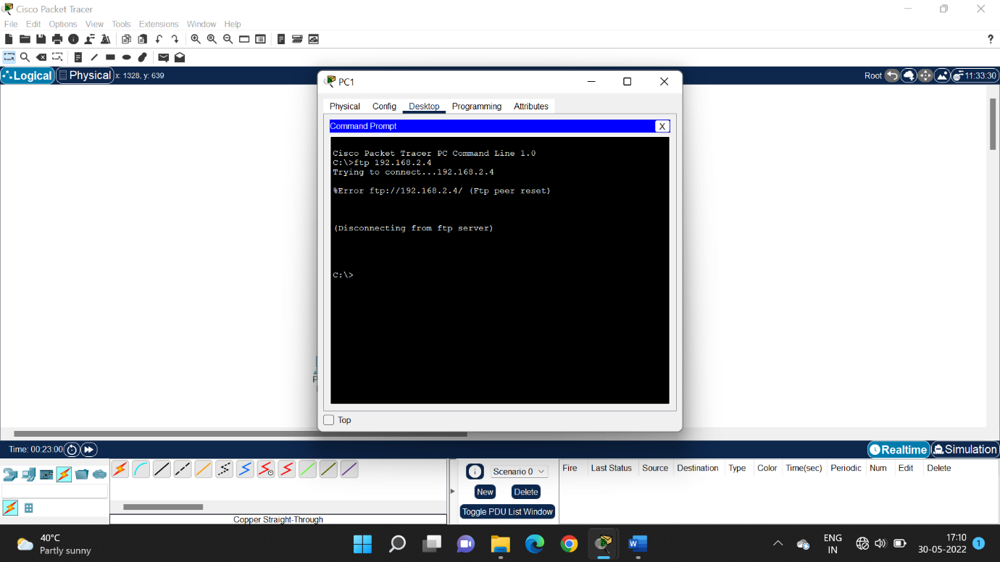 Cisco Packet Tracer
File Edit Options View Tools Extensions Window Help
?
Logical Physical x: 1328, y: 639 Root 11:33:30
PC1
Physical Config Desktop Programming Attributes
Command Prompt X
Cisco Packet Tracer PC Command Line 1.0
C:\>ftp 192.168.2.4
Trying to connect...192.168.2.4
%Error ftp://192.168.2.4/ (Ftp peer reset)
(Disconnecting from ftp server)
C:\>
P
Top
Time: 00:23:00 Realtime Simulation
Scenario 0
New Delete
Toggle PDU List Window
Fire Last Status Source Destination Type Color Time(sec) Periodic Num Edit Delete
Copper Straight-Through
40°C
Partly sunny
ENG
IN
17:10
30-05-2022
1